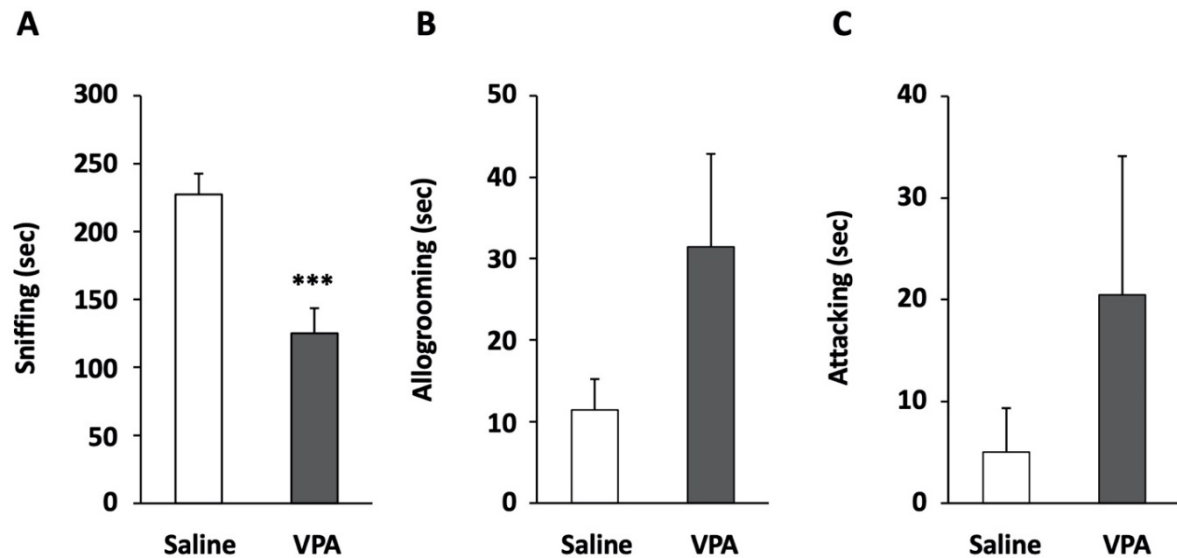 A
Sniffing (sec)
300
250
200
150
100
50
0
***
Saline VPA
B
Allogrooming (sec)
50
40
30
20
10
0
Saline VPA
C
Attacking (sec)
40
30
20
10
0
Saline VPA